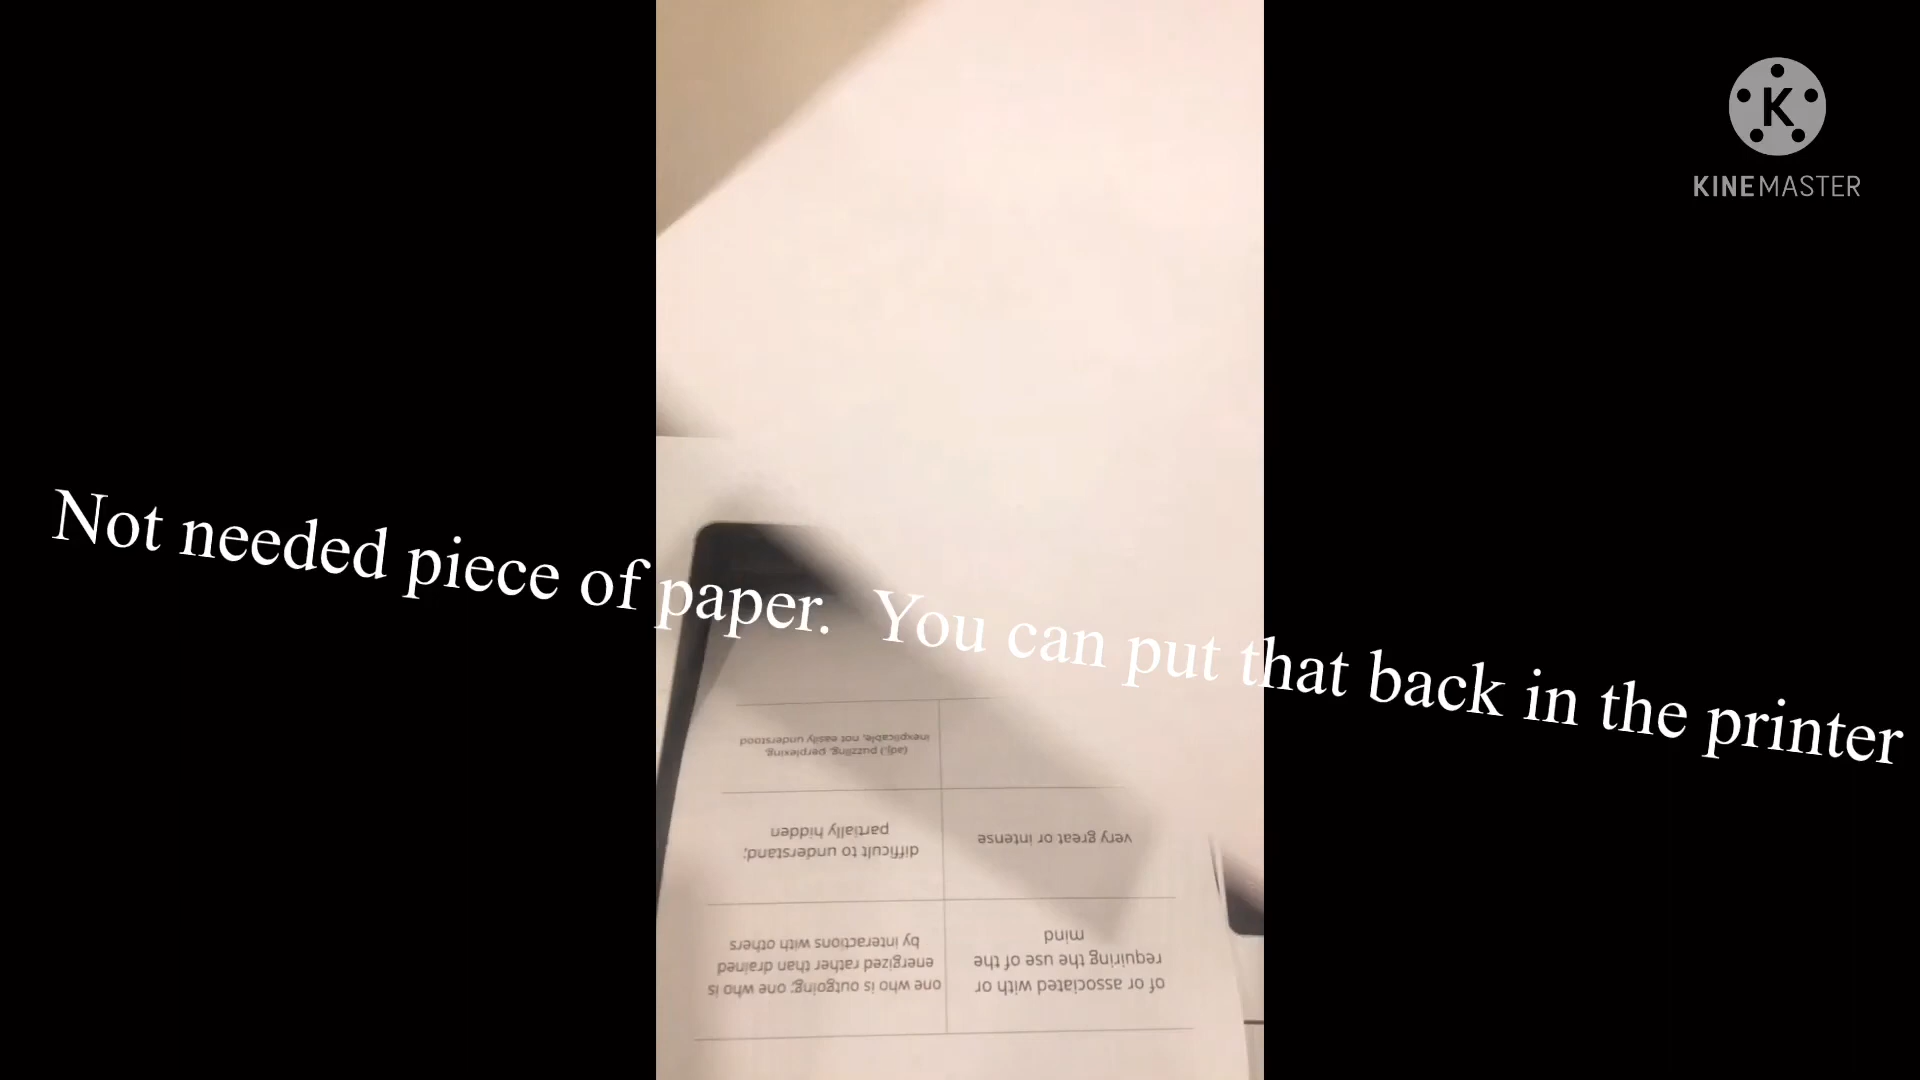 KINEMASTER
Not needed piece of paper. You can put that back in the printer
of or associated with or
requiring the use of the
mind
one who is outgoing; one who is
energized rather than drained
by interactions with others
very great or intense
difficult to understand;
partially hidden
(adj.) puzzling, perplexing,
inexplicable, not easily understood